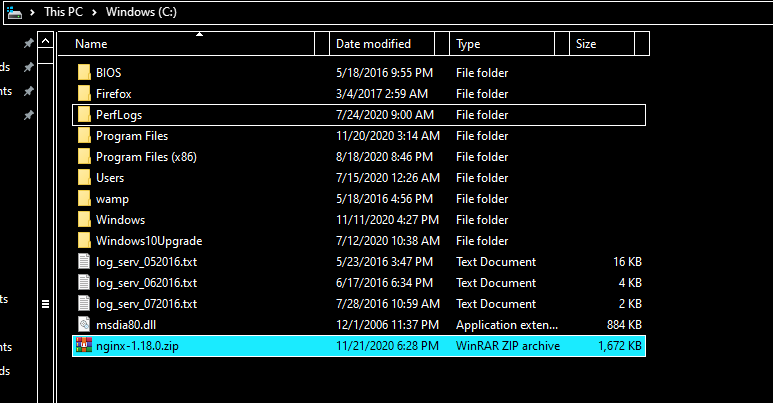 This PC > Windows (C:)
Name Date modified Type Size
ds BIOS 5/18/2016 9:55 PM File folder
nts Firefox 3/4/2017 2:59 AM File folder
PerfLogs 7/24/2020 9:00 AM File folder
Program Files 11/20/2020 3:14 AM File folder
Program Files (x86) 8/18/2020 8:46 PM File folder
Users 7/15/2020 12:26 AM File folder
wamp 5/18/2016 4:56 PM File folder
Windows 11/11/2020 4:27 PM File folder
Windows10Upgrade 7/12/2020 10:38 AM File folder
log_serv_052016.txt 5/23/2016 3:47 PM Text Document 16 KB
log_serv_062016.txt 6/17/2016 6:34 PM Text Document 4 KB
ts log_serv_072016.txt 7/28/2016 10:59 AM Text Document 2 KB
msdia80.dll 12/1/2006 11:37 PM Application exten... 884 KB
nts nginx-1.18.0.zip 11/21/2020 6:28 PM WinRAR ZIP archive 1,672 KB
ds